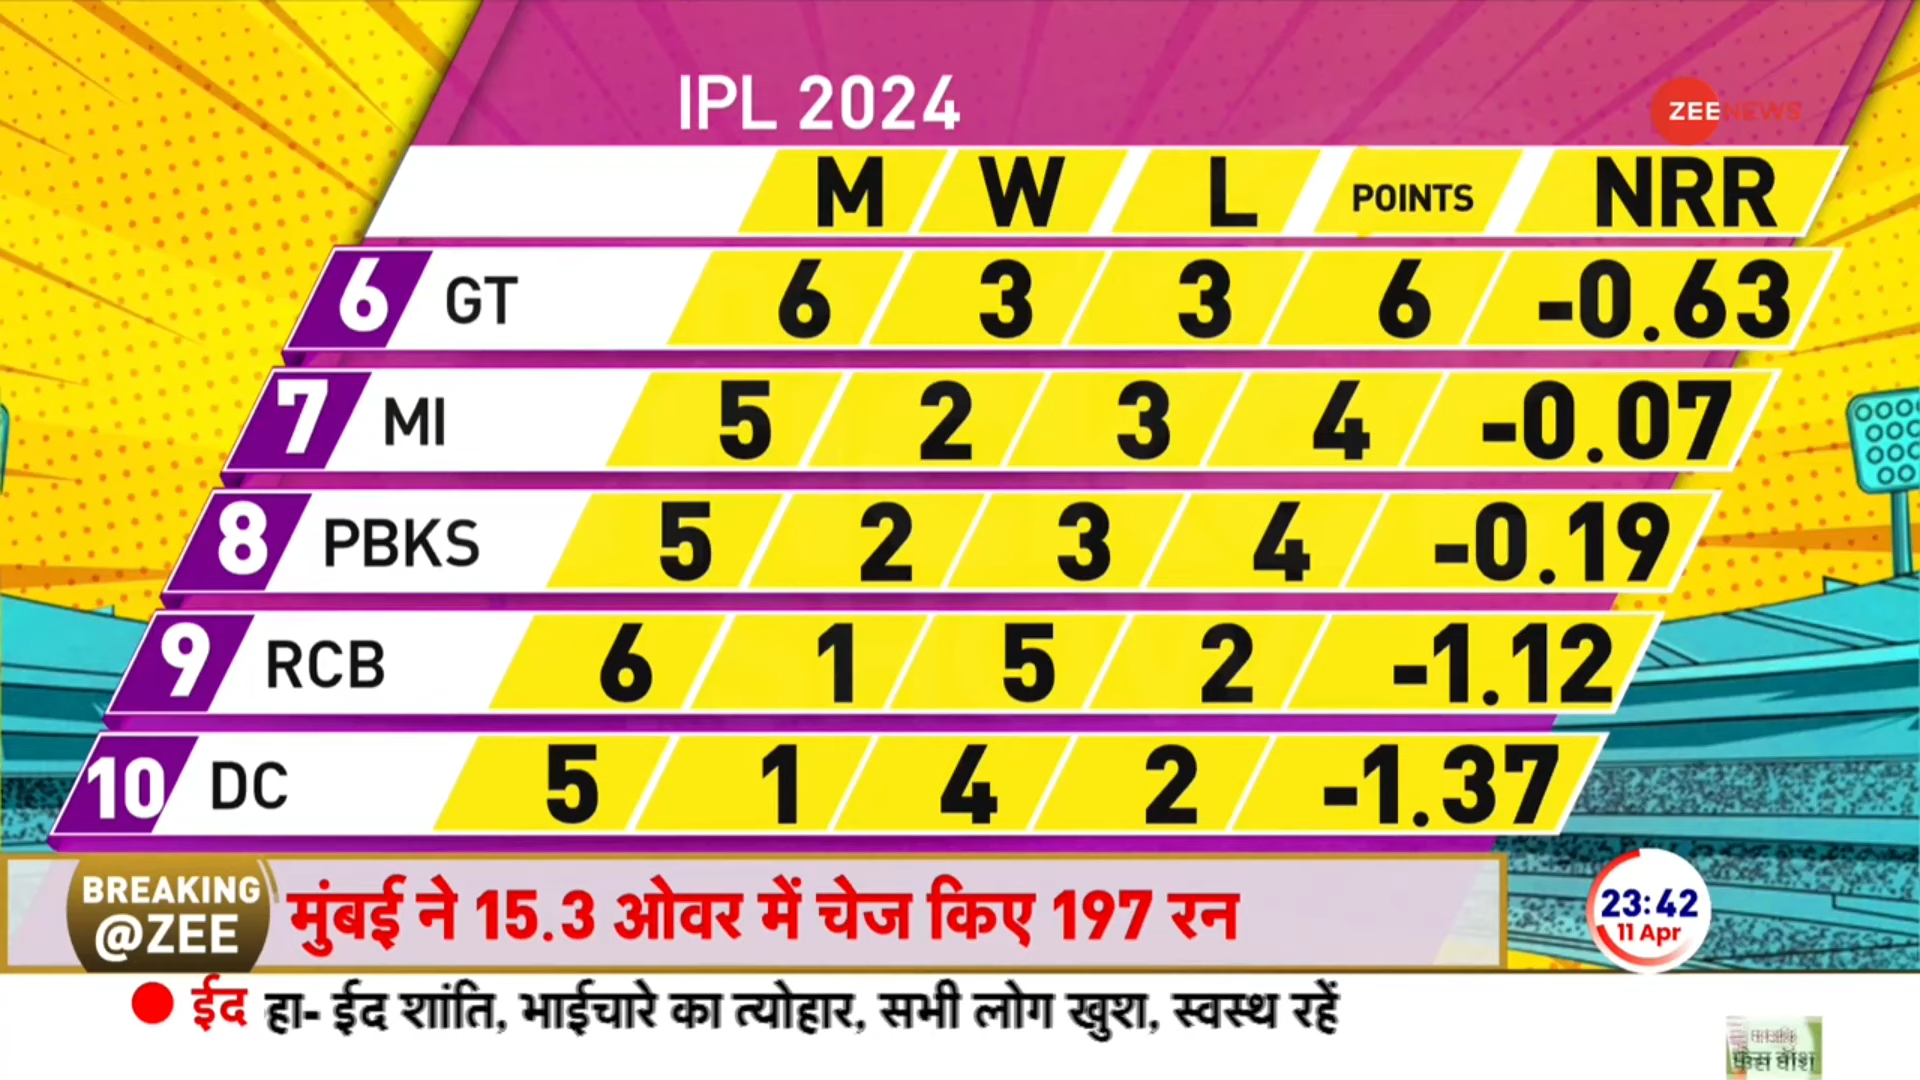 IPL 2024
ZEE NEWS
M W L POINTS NRR
6 GT 6 3 3 6 -0.63
7 MI 5 2 3 4 -0.07
8 PBKS 5 2 3 4 -0.19
9 RCB 6 1 5 2 -1.12
10 DC 5 1 4 2 -1.37
BREAKING
@ZEE
मुंबई ने 15.3 ओवर में चेज किए 197 रन
23:42
11 Apr
ईद हा- ईद शांति, भाईचारे का त्योहार, सभी लोग खुश, स्वस्थ रहें